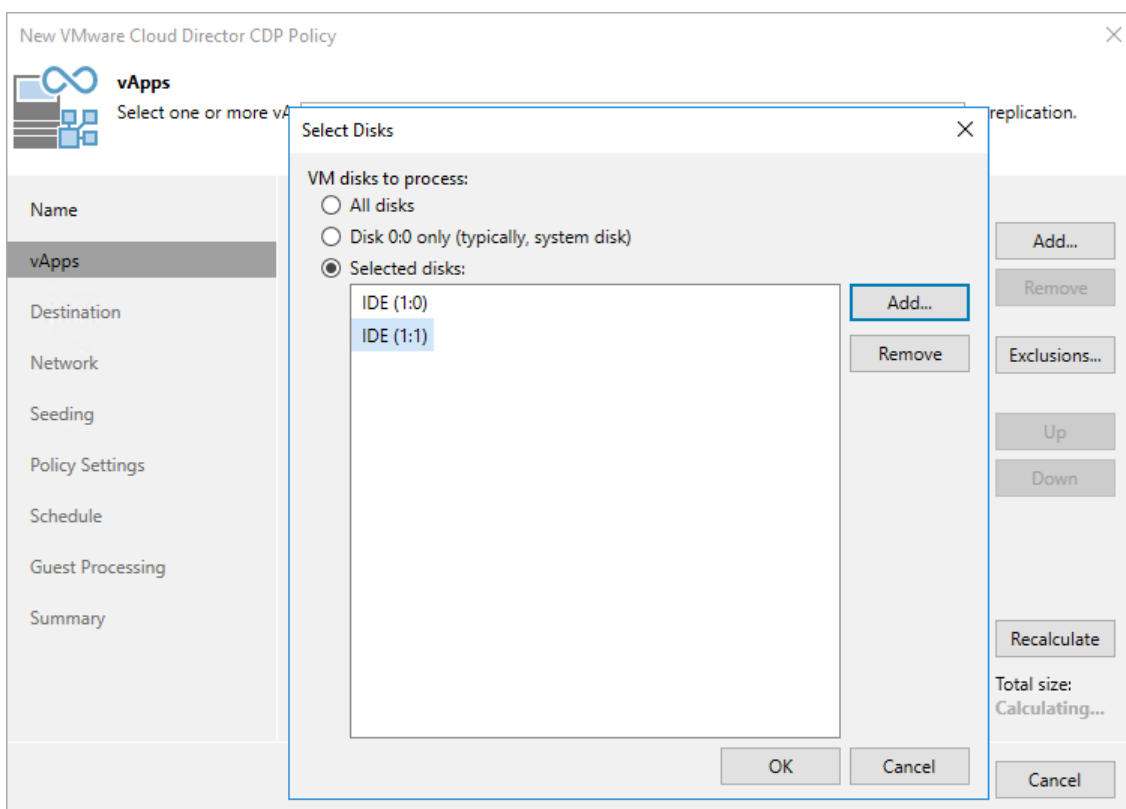 New VMware Cloud Director CDP Policy
vApps
Select one or more vA
replication.
Name
vApps
Destination
Network
Seeding
Policy Settings
Schedule
Guest Processing
Summary
Select Disks
VM disks to process:
All disks
Disk 0:0 only (typically, system disk)
Selected disks:
IDE (1:0)
IDE (1:1)
Add...
Remove
OK
Cancel
Add...
Remove
Exclusions...
Up
Down
Recalculate
Total size:
Calculating...
Cancel